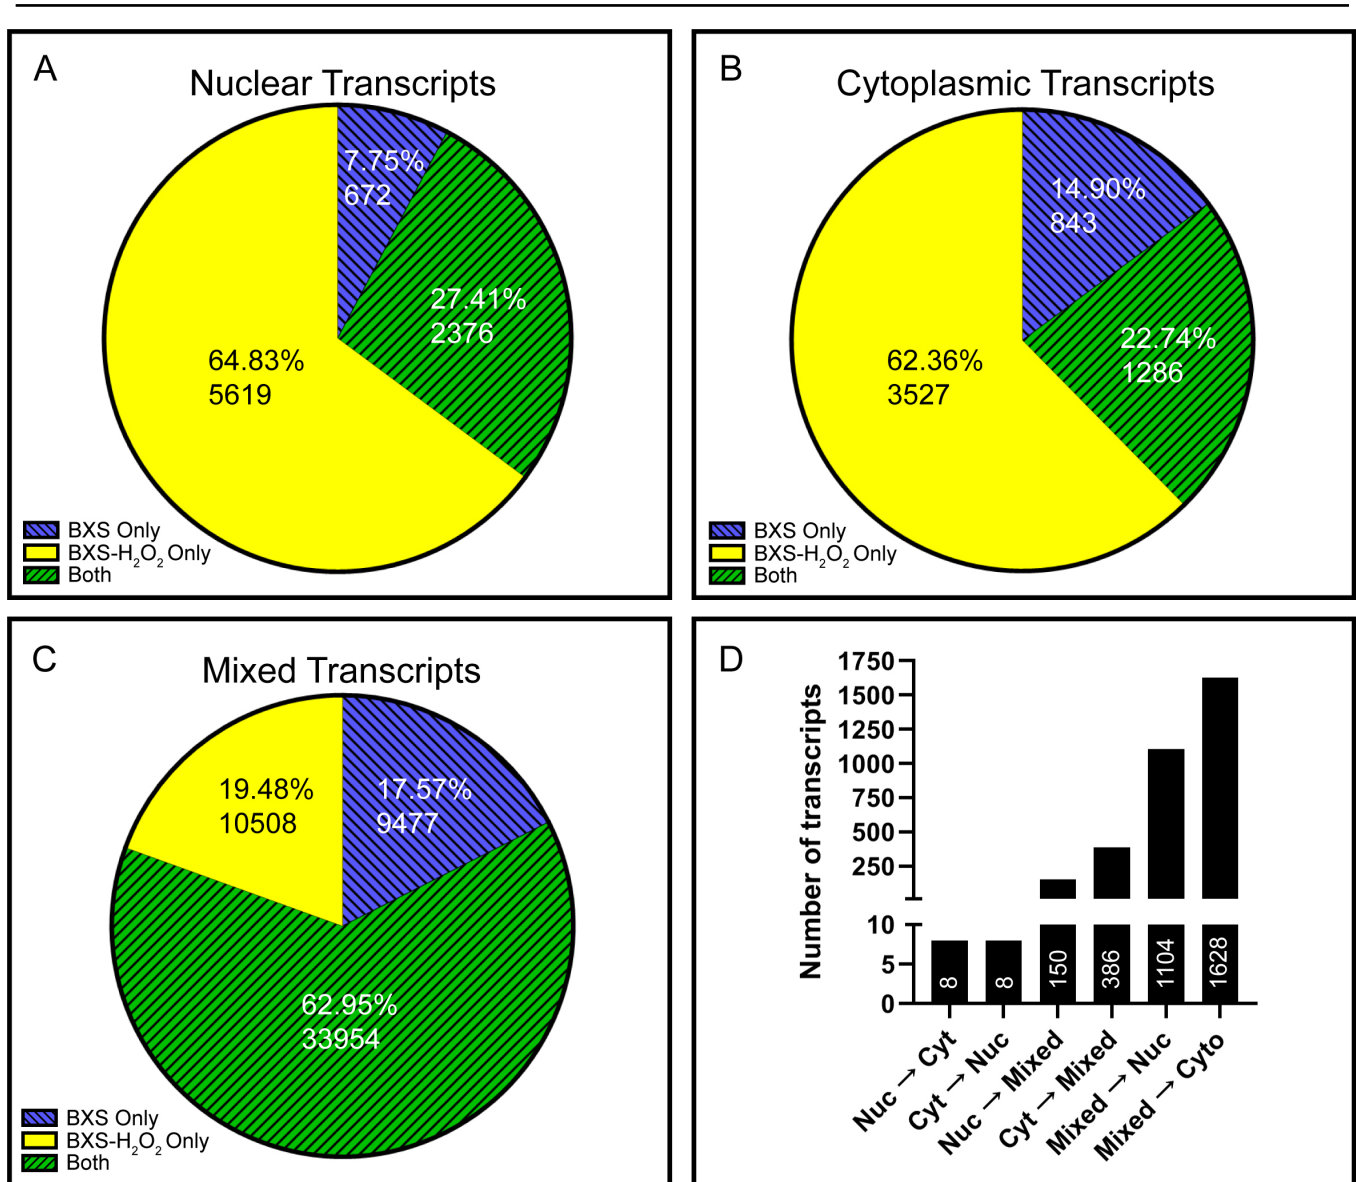 A
Nuclear Transcripts
7.75%
672
27.41%
2376
64.83%
5619
BXS Only
BXS-H₂O₂ Only
Both
B
Cytoplasmic Transcripts
14.90%
843
22.74%
1286
62.36%
3527
BXS Only
BXS-H₂O₂ Only
Both
C
Mixed Transcripts
19.48%
10508
17.57%
9477
62.95%
33954
BXS Only
BXS-H₂O₂ Only
Both
D
Number of transcripts
1750
1500
1250
1000
750
500
250
10
5
0
8
8
150
386
1104
1628
Nuc → Cyt
Cyt → Nuc
Nuc → Mixed
Cyt → Mixed
Mixed → Nuc
Mixed → Cyto